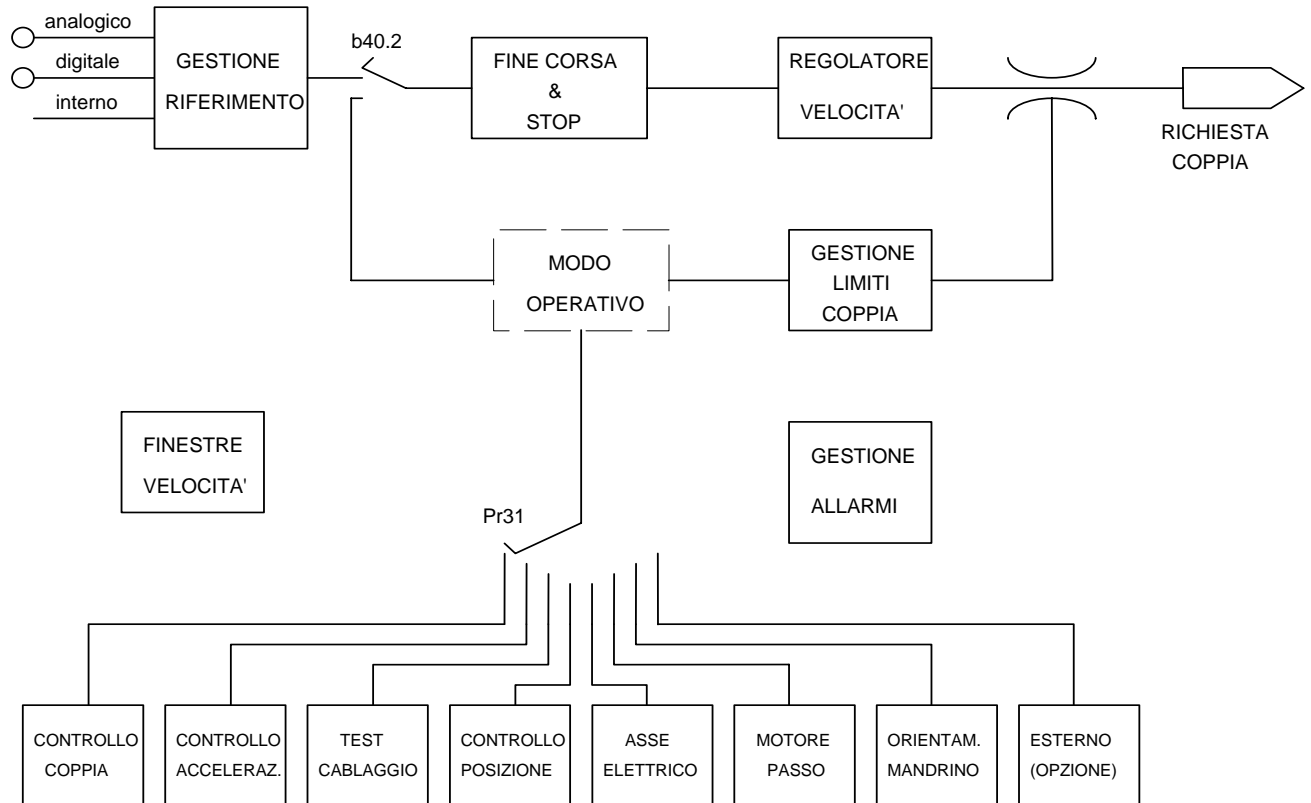 analogico
digitale
interno
GESTIONE
RIFERIMENTO
b40.2
FINE CORSA
&
STOP
REGOLATORE
VELOCITA'
RICHIESTA
COPPIA
MODO
OPERATIVO
GESTIONE
LIMITI
COPPIA
FINESTRE
VELOCITA'
GESTIONE
ALLARMI
Pr31
CONTROLLO
COPPIA
CONTROLLO
ACCELERAZ.
TEST
CABLAGGIO
CONTROLLO
POSIZIONE
ASSE
ELETTRICO
MOTORE
PASSO
ORIENTAM.
MANDRINO
ESTERNO
(OPZIONE)